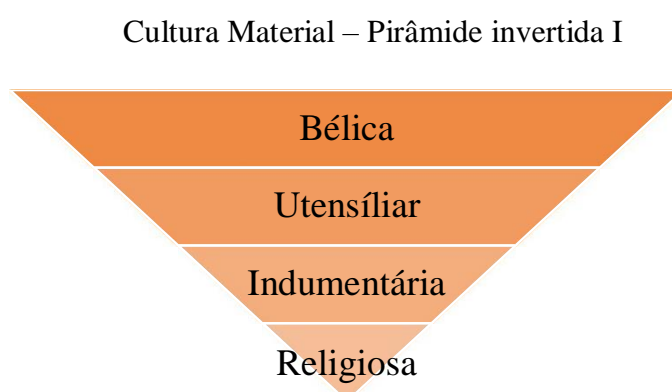 Cultura Material – Pirâmide invertida I
Bélica
Utensíliar
Indumentária
Religiosa